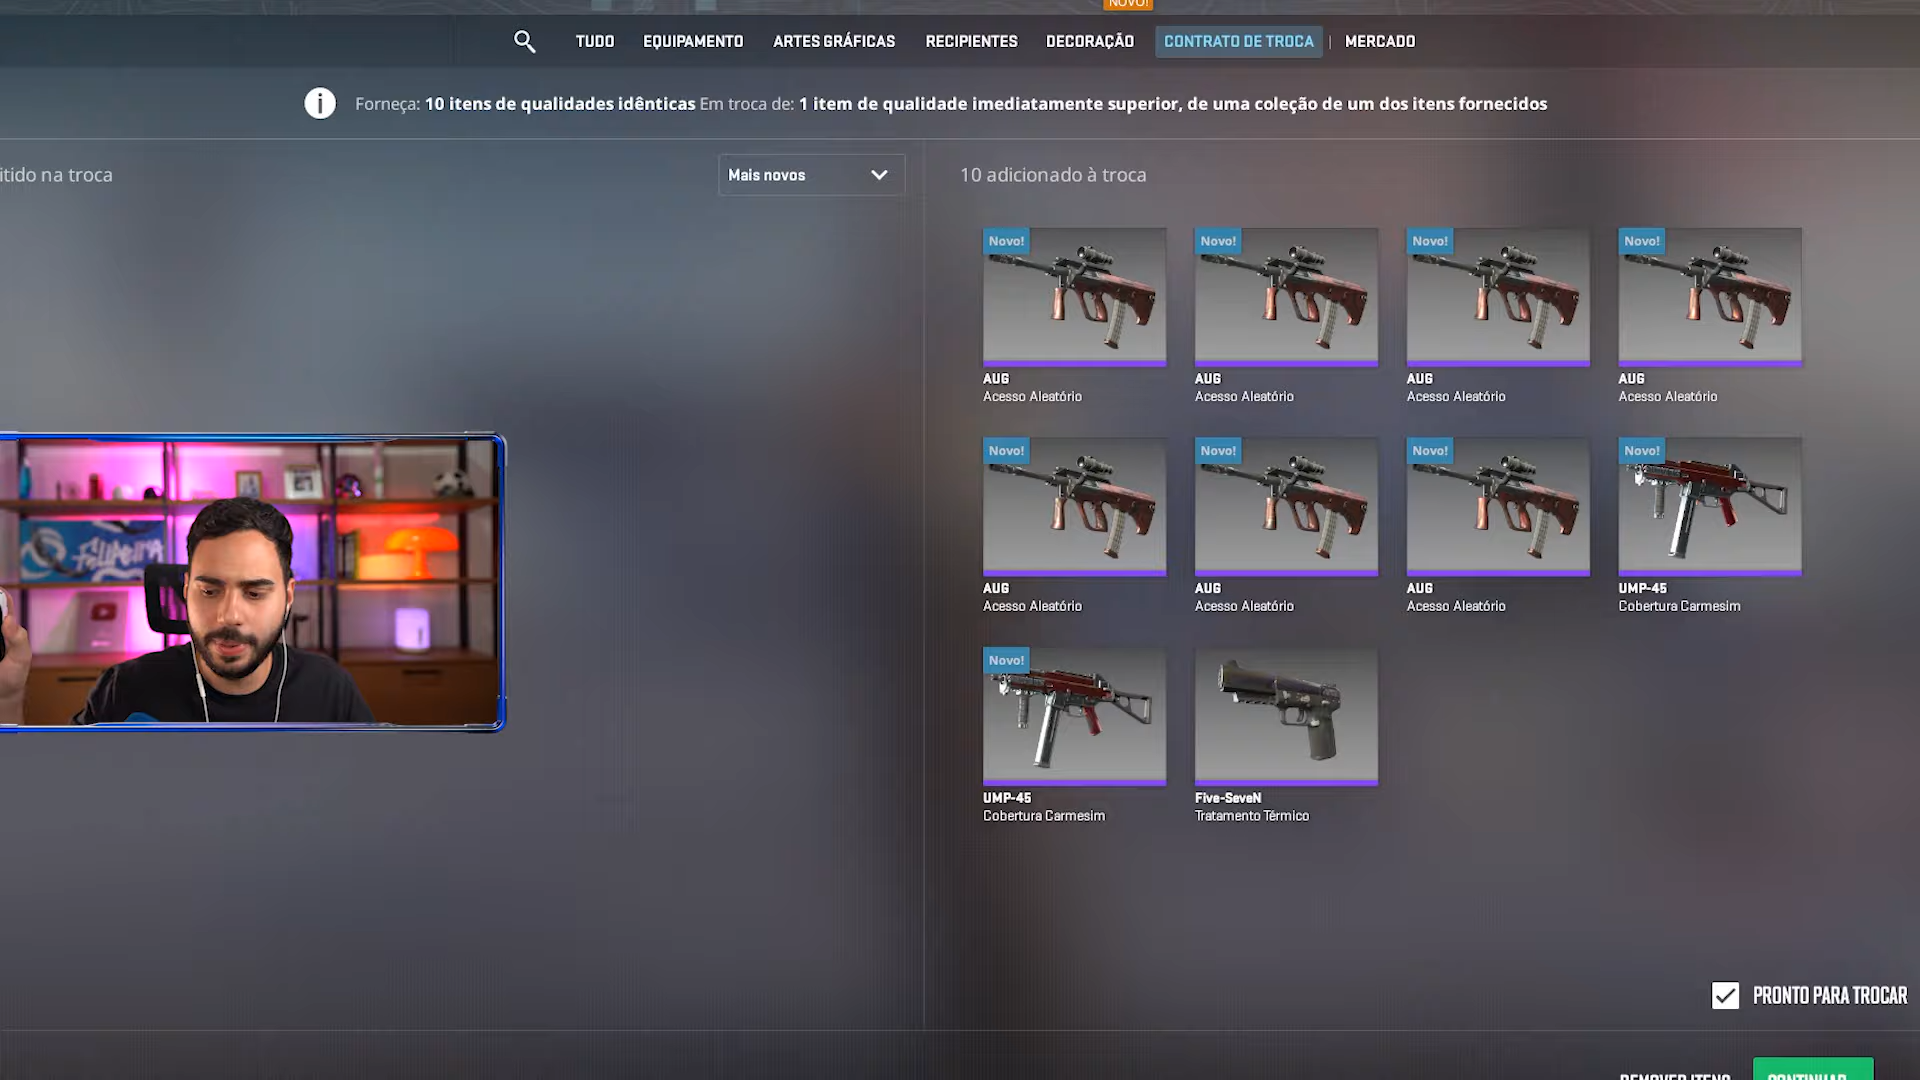 NOVO!
TUDO EQUIPAMENTO ARTES GRÁFICAS RECIPIENTES DECORAÇÃO CONTRATO DE TROCA | MERCADO
Forneça: 10 itens de qualidades idênticas Em troca de: 1 item de qualidade imediatamente superior, de uma coleção de um dos itens fornecidos
itido na troca
Mais novos
10 adicionado à troca
Novo! Novo! Novo! Novo!
AUG AUG AUG AUG
Acesso Aleatório Acesso Aleatório Acesso Aleatório Acesso Aleatório
Novo! Novo! Novo! Novo!
AUG AUG AUG UMP-45
Acesso Aleatório Acesso Aleatório Acesso Aleatório Cobertura Carmesim
Novo!
UMP-45 Five-SeveN
Cobertura Carmesim Tratamento Térmico
PRONTO PARA TROCAR
REMOVER ITENS CONTINUAR